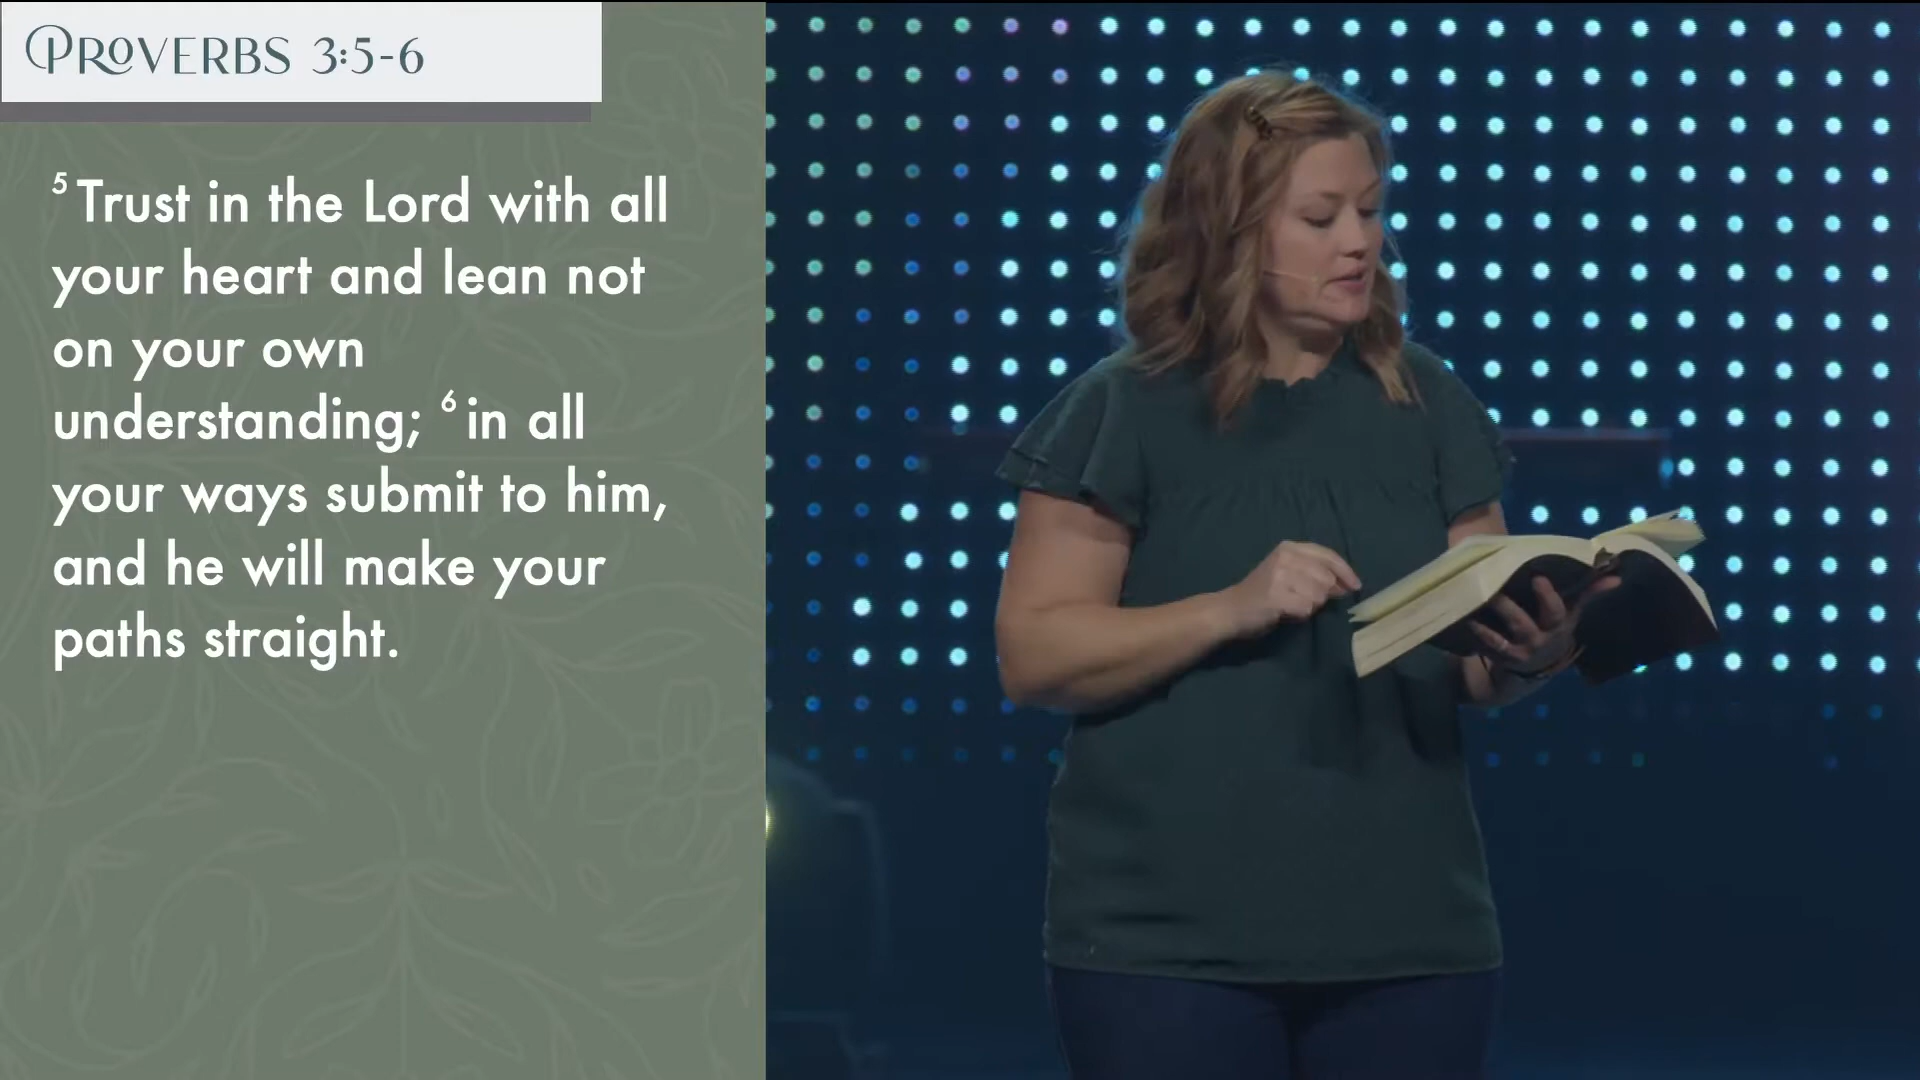 PROVERBS 3:5-6
⁵ Trust in the Lord with all
your heart and lean not
on your own
understanding; ⁶ in all
your ways submit to him,
and he will make your
paths straight.